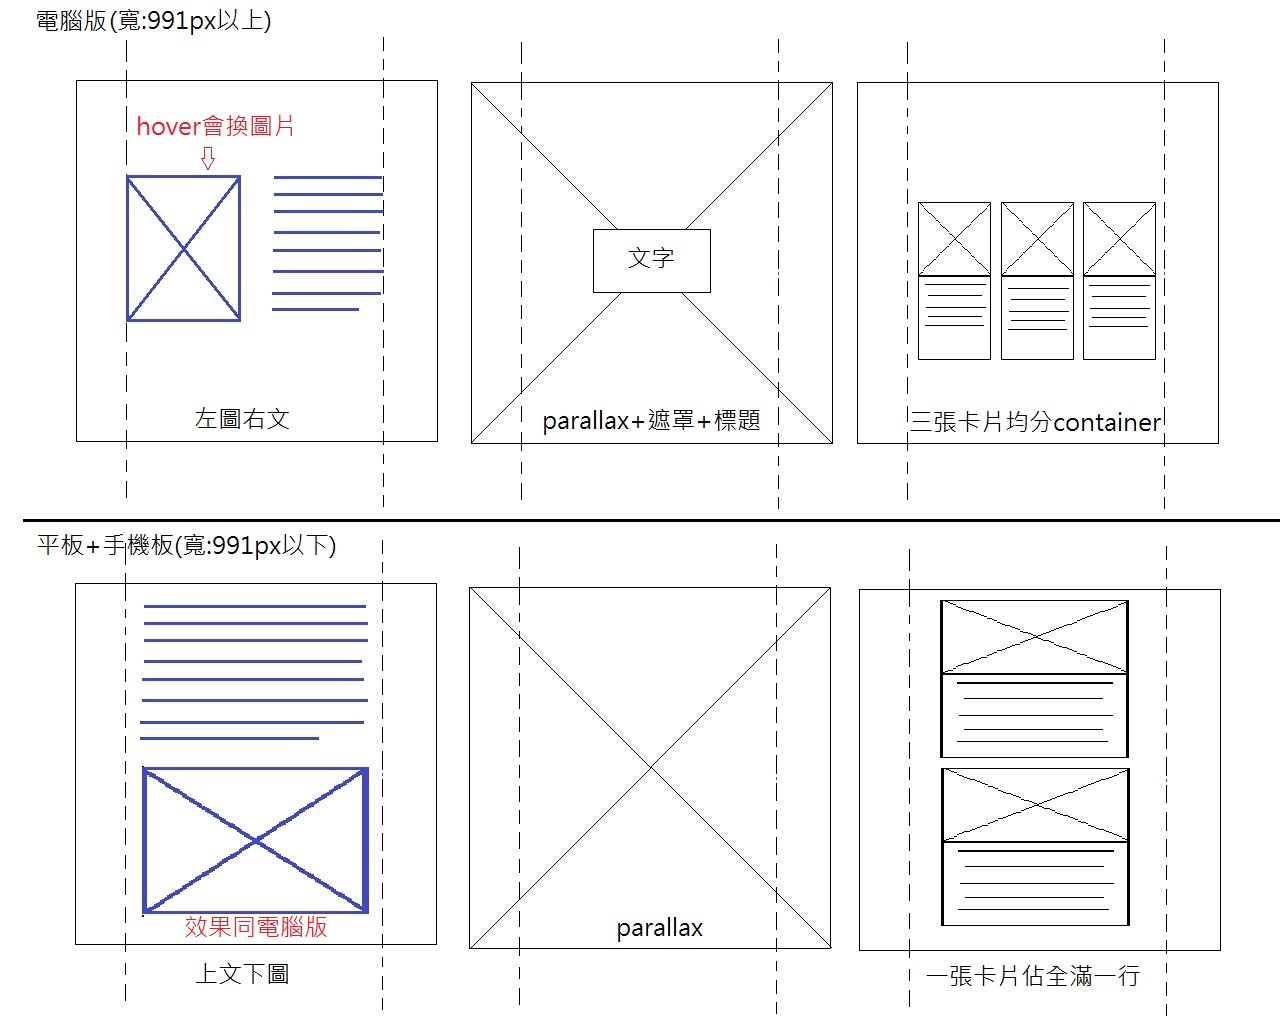 電腦版(寬:991px以上)
hover會換圖片
文字
左圖右文
parallax+遮罩+標題
三張卡片均分container
平板+手機板(寬:991px以下)
效果同電腦版
上文下圖
parallax
一張卡片佔全滿一行